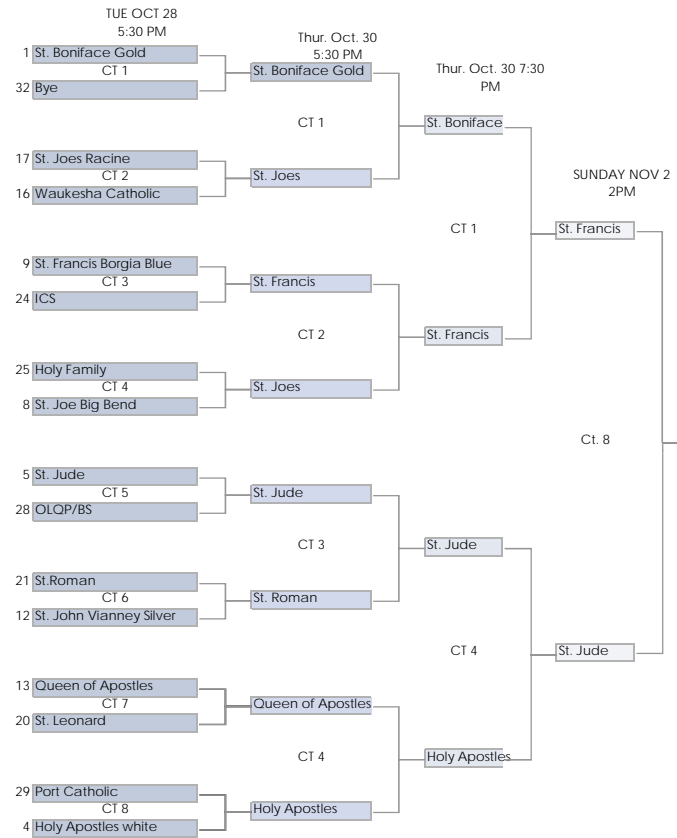 TUE OCT 28
5:30 PM
Thur. Oct. 30
5:30 PM
Thur. Oct. 30 7:30
PM
SUNDAY NOV 2
2PM
1 St. Boniface Gold
CT 1
32 Bye
St. Boniface Gold
CT 1
St. Boniface
17 St. Joes Racine
CT 2
16 Waukesha Catholic
St. Joes
CT 1
St. Francis
9 St. Francis Borgia Blue
CT 3
24 ICS
St. Francis
CT 2
St. Francis
25 Holy Family
CT 4
8 St. Joe Big Bend
St. Joes
Ct. 8
5 St. Jude
CT 5
28 OLQP/BS
St. Jude
CT 3
St. Jude
21 St.Roman
CT 6
12 St. John Vianney Silver
St. Roman
CT 4
St. Jude
13 Queen of Apostles
CT 7
20 St. Leonard
Queen of Apostles
CT 4
Holy Apostles
29 Port Catholic
CT 8
4 Holy Apostles white
Holy Apostles